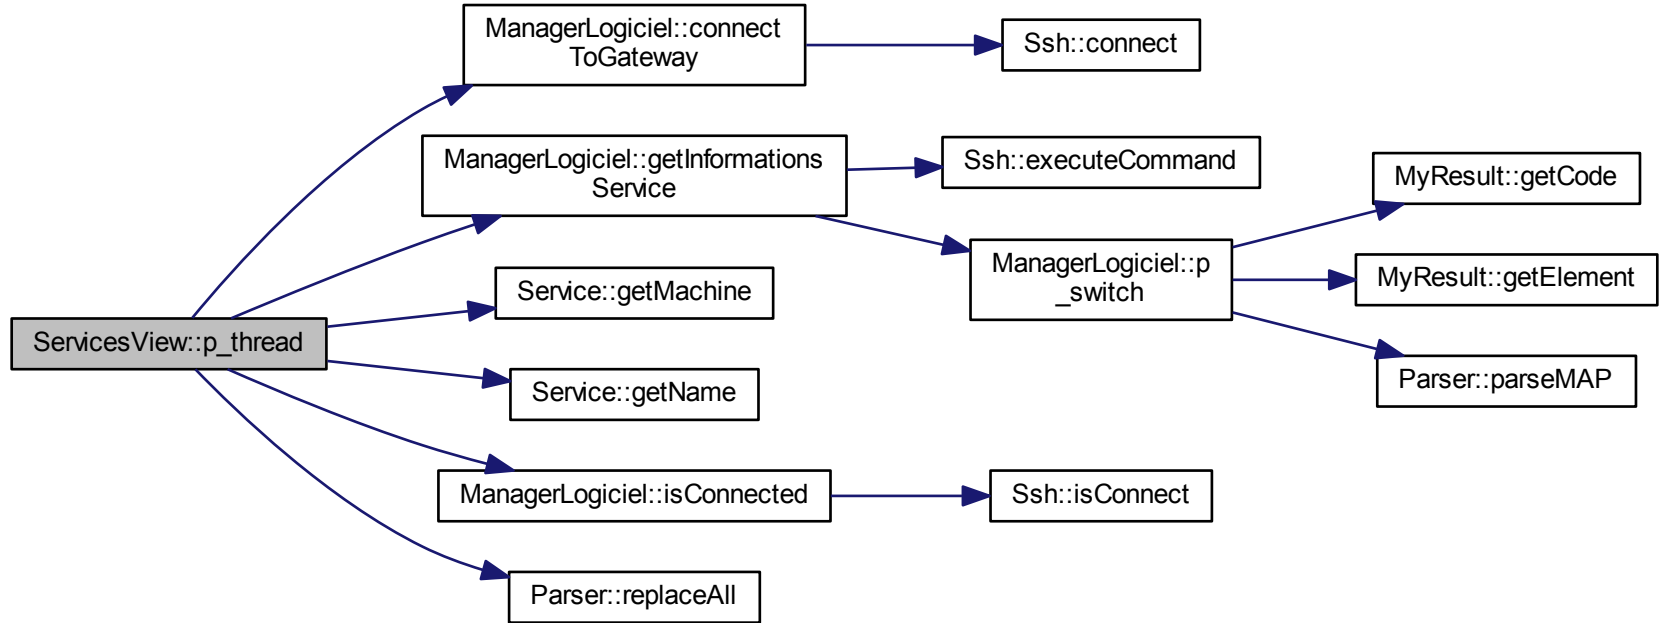 ManagerLogiciel::connect
ToGateway
Ssh::connect
ManagerLogiciel::getInformations
Service
Ssh::executeCommand
MyResult::getCode
ManagerLogiciel::p
_switch
MyResult::getElement
Service::getMachine
ServicesView::p_thread
Parser::parseMAP
Service::getName
ManagerLogiciel::isConnected
Ssh::isConnect
Parser::replaceAll